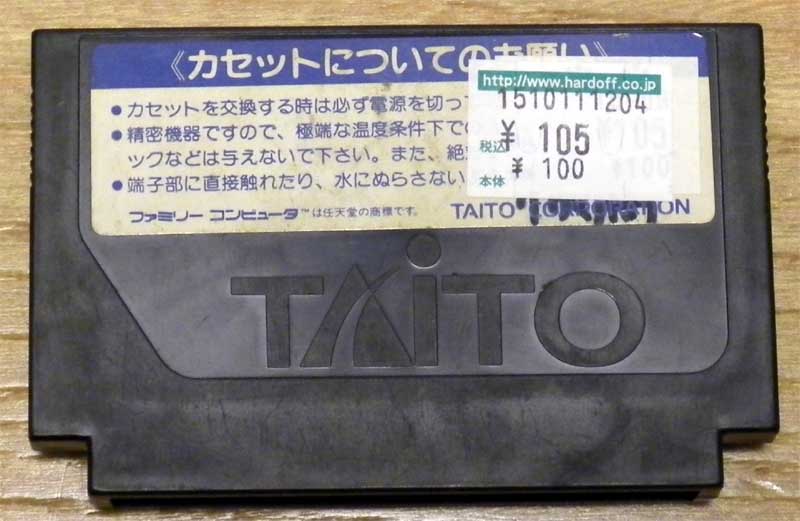 《カセットについてのお願い》
●カセットを交換する時は必ず電源を切っ
●精密機器ですので、極端な温度条件下での
ックなどは与えないで下さい。また、絶
●端子部に直接触れたり、水にぬらさない
ファミリー コンピュータ™は任天堂の商標です。
TAITO CORPORATION
http://www.hardoff.co.jp
1510111204
税込 ¥ 105
本体 ¥ 100
TAITO